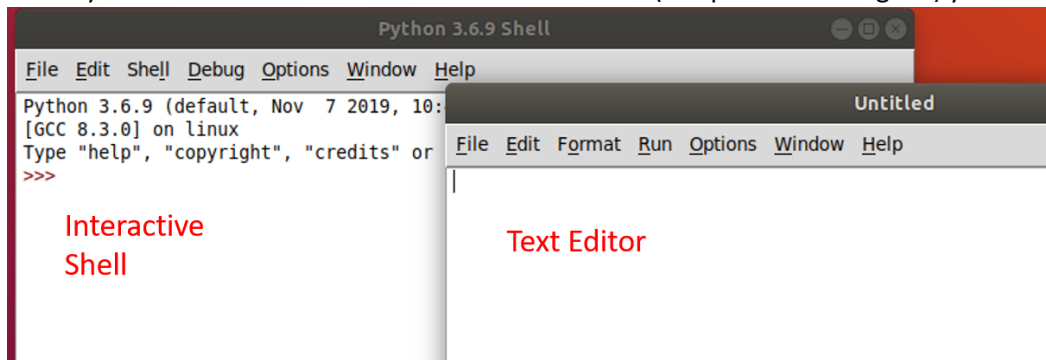 Python 3.6.9 Shell
File Edit Shell Debug Options Window Help
Python 3.6.9 (default, Nov  7 2019, 10:
[GCC 8.3.0] on linux
Type "help", "copyright", "credits" or
>>>
Interactive
Shell
Untitled
File Edit Format Run Options Window Help
Text Editor